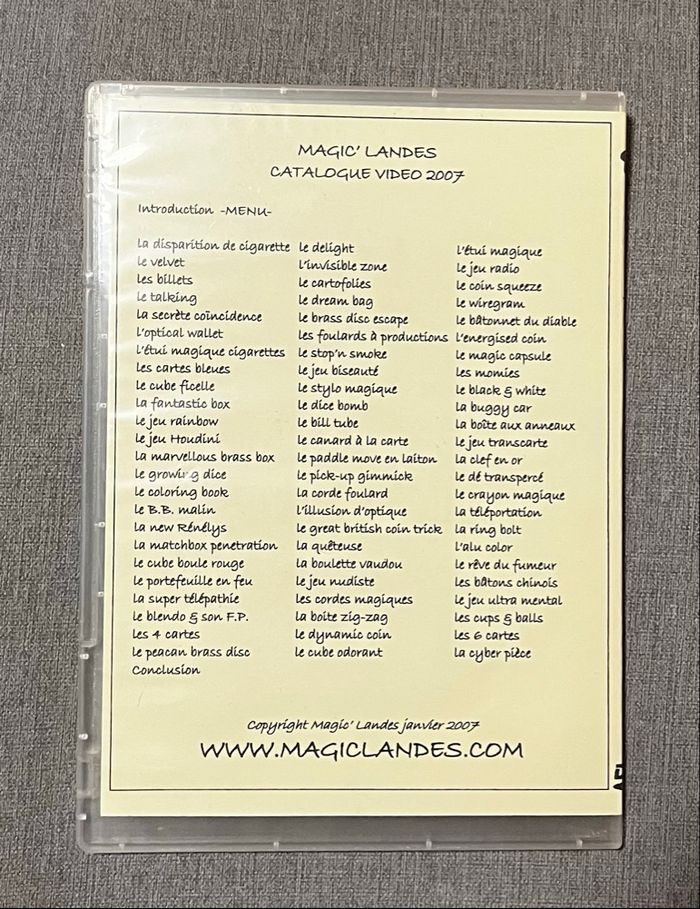 MAGIC' LANDES
CATALOGUE VIDEO 2007
Introduction -MENU-
la disparition de cigarette
le velvet
les billets
le talking
la secrète coïncidence
l'optical wallet
l'étui magique cigarettes
les cartes bleues
le cube ficelle
la fantastic box
le jeu rainbow
le jeu Houdini
la marvellous brass box
le growing dice
le coloring book
le B.B. malin
la new Rénélys
la matchbox penetration
le cube boule rouge
le portefeuille en feu
la super télépathie
le blendo & son F.P.
les 4 cartes
le peacan brass disc
Conclusion
le delight
l'invisible zone
le cartofolies
le dream bag
le brass disc escape
les foulards à productions
le stop'n smoke
le jeu biseauté
le stylo magique
le dice bomb
le bill tube
le canard à la carte
le paddle move en laiton
le pick-up gimmick
la corde foulard
l'illusion d'optique
le great british coin trick
la quêteuse
la boulette vaudou
le jeu nudiste
les cordes magiques
la boite zig-zag
le dynamic coin
le cube odorant
l'étui magique
le jeu radio
le coin squeeze
le wiregram
le bâtonnet du diable
l'energised coin
le magic capsule
les momies
le black & white
la buggy car
la boîte aux anneaux
le jeu transcarte
la clef en or
le dé transpercé
le crayon magique
la téléportation
la ring bolt
l'alu color
le rêve du fumeur
les bâtons chinois
le jeu ultra mental
les cups & balls
les 6 cartes
la cyber pièce
Copyright Magic' Landes janvier 2007
WWW.MAGICLANDES.COM